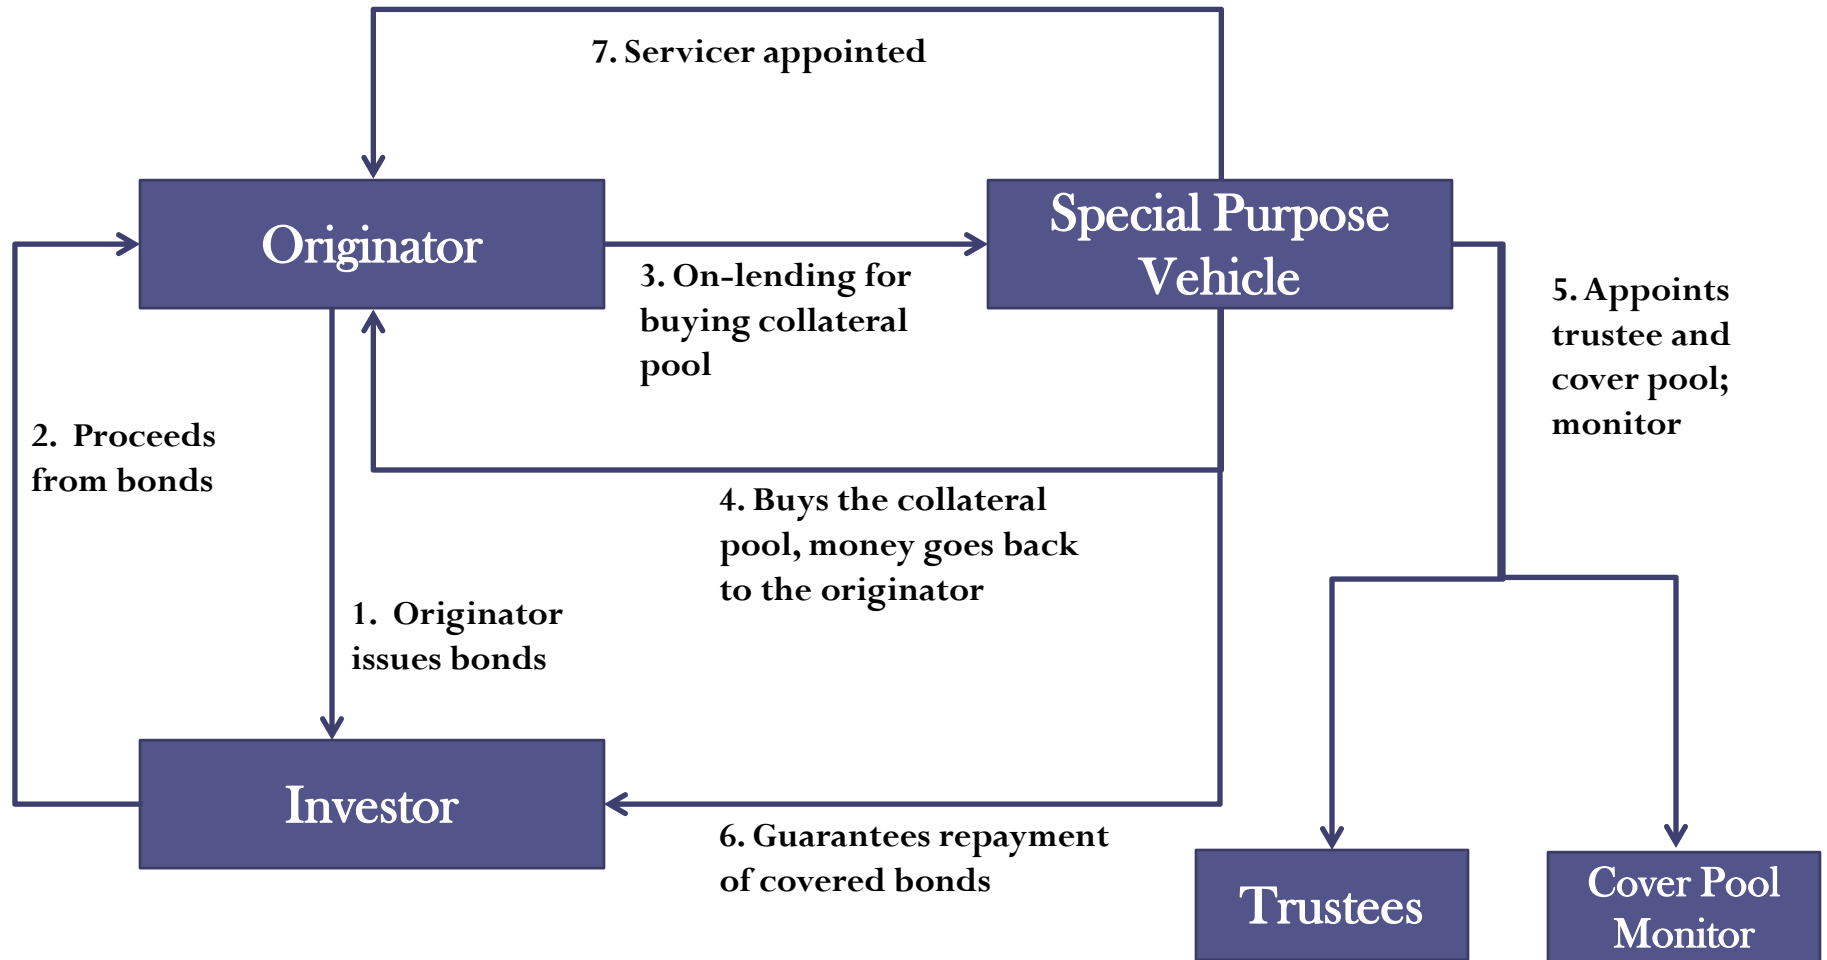 7. Servicer appointed
Originator
Special Purpose
Vehicle
3. On-lending for
buying collateral
pool
5. Appoints
trustee and
cover pool;
monitor
2. Proceeds
from bonds
4. Buys the collateral
pool, money goes back
to the originator
1. Originator
issues bonds
Investor
6. Guarantees repayment
of covered bonds
Trustees
Cover Pool
Monitor